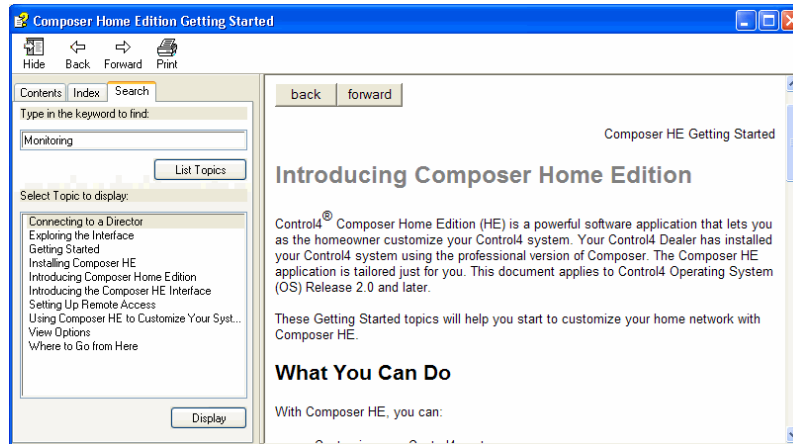 Composer Home Edition Getting Started
Hide Back Forward Print
Contents Index Search
Type in the keyword to find:
Monitoring
List Topics
Select Topic to display:
Connecting to a Director
Exploring the Interface
Getting Started
Installing Composer HE
Introducing Composer Home Edition
Introducing the Composer HE Interface
Setting Up Remote Access
Using Composer HE to Customize Your Syst...
View Options
Where to Go from Here
Display
back forward
Composer HE Getting Started
Introducing Composer Home Edition
Control4® Composer Home Edition (HE) is a powerful software application that lets you
as the homeowner customize your Control4 system. Your Control4 Dealer has installed
your Control4 system using the professional version of Composer. The Composer HE
application is tailored just for you. This document applies to Control4 Operating System
(OS) Release 2.0 and later.
These Getting Started topics will help you start to customize your home network with
Composer HE.
What You Can Do
With Composer HE, you can: